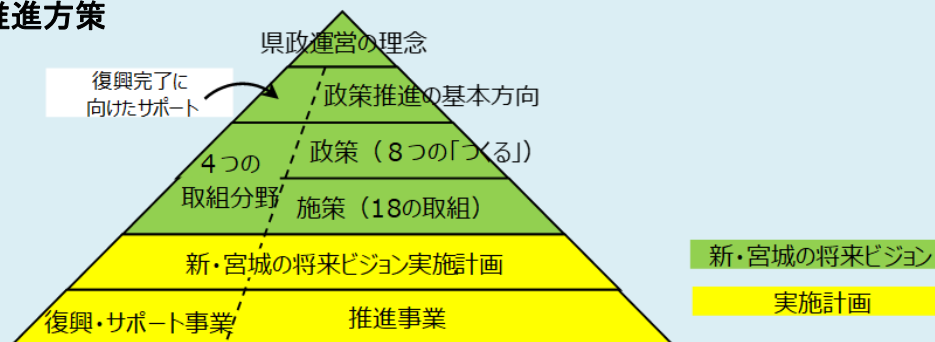 推進方策
県政運営の理念
復興完了に
向けたサポート
政策推進の基本方向
4つの
取組分野
政策（8つの「つくる」）
施策（18の取組）
新・宮城の将来ビジョン実施計画
復興・サポート事業
推進事業
新・宮城の将来ビジョン
実施計画